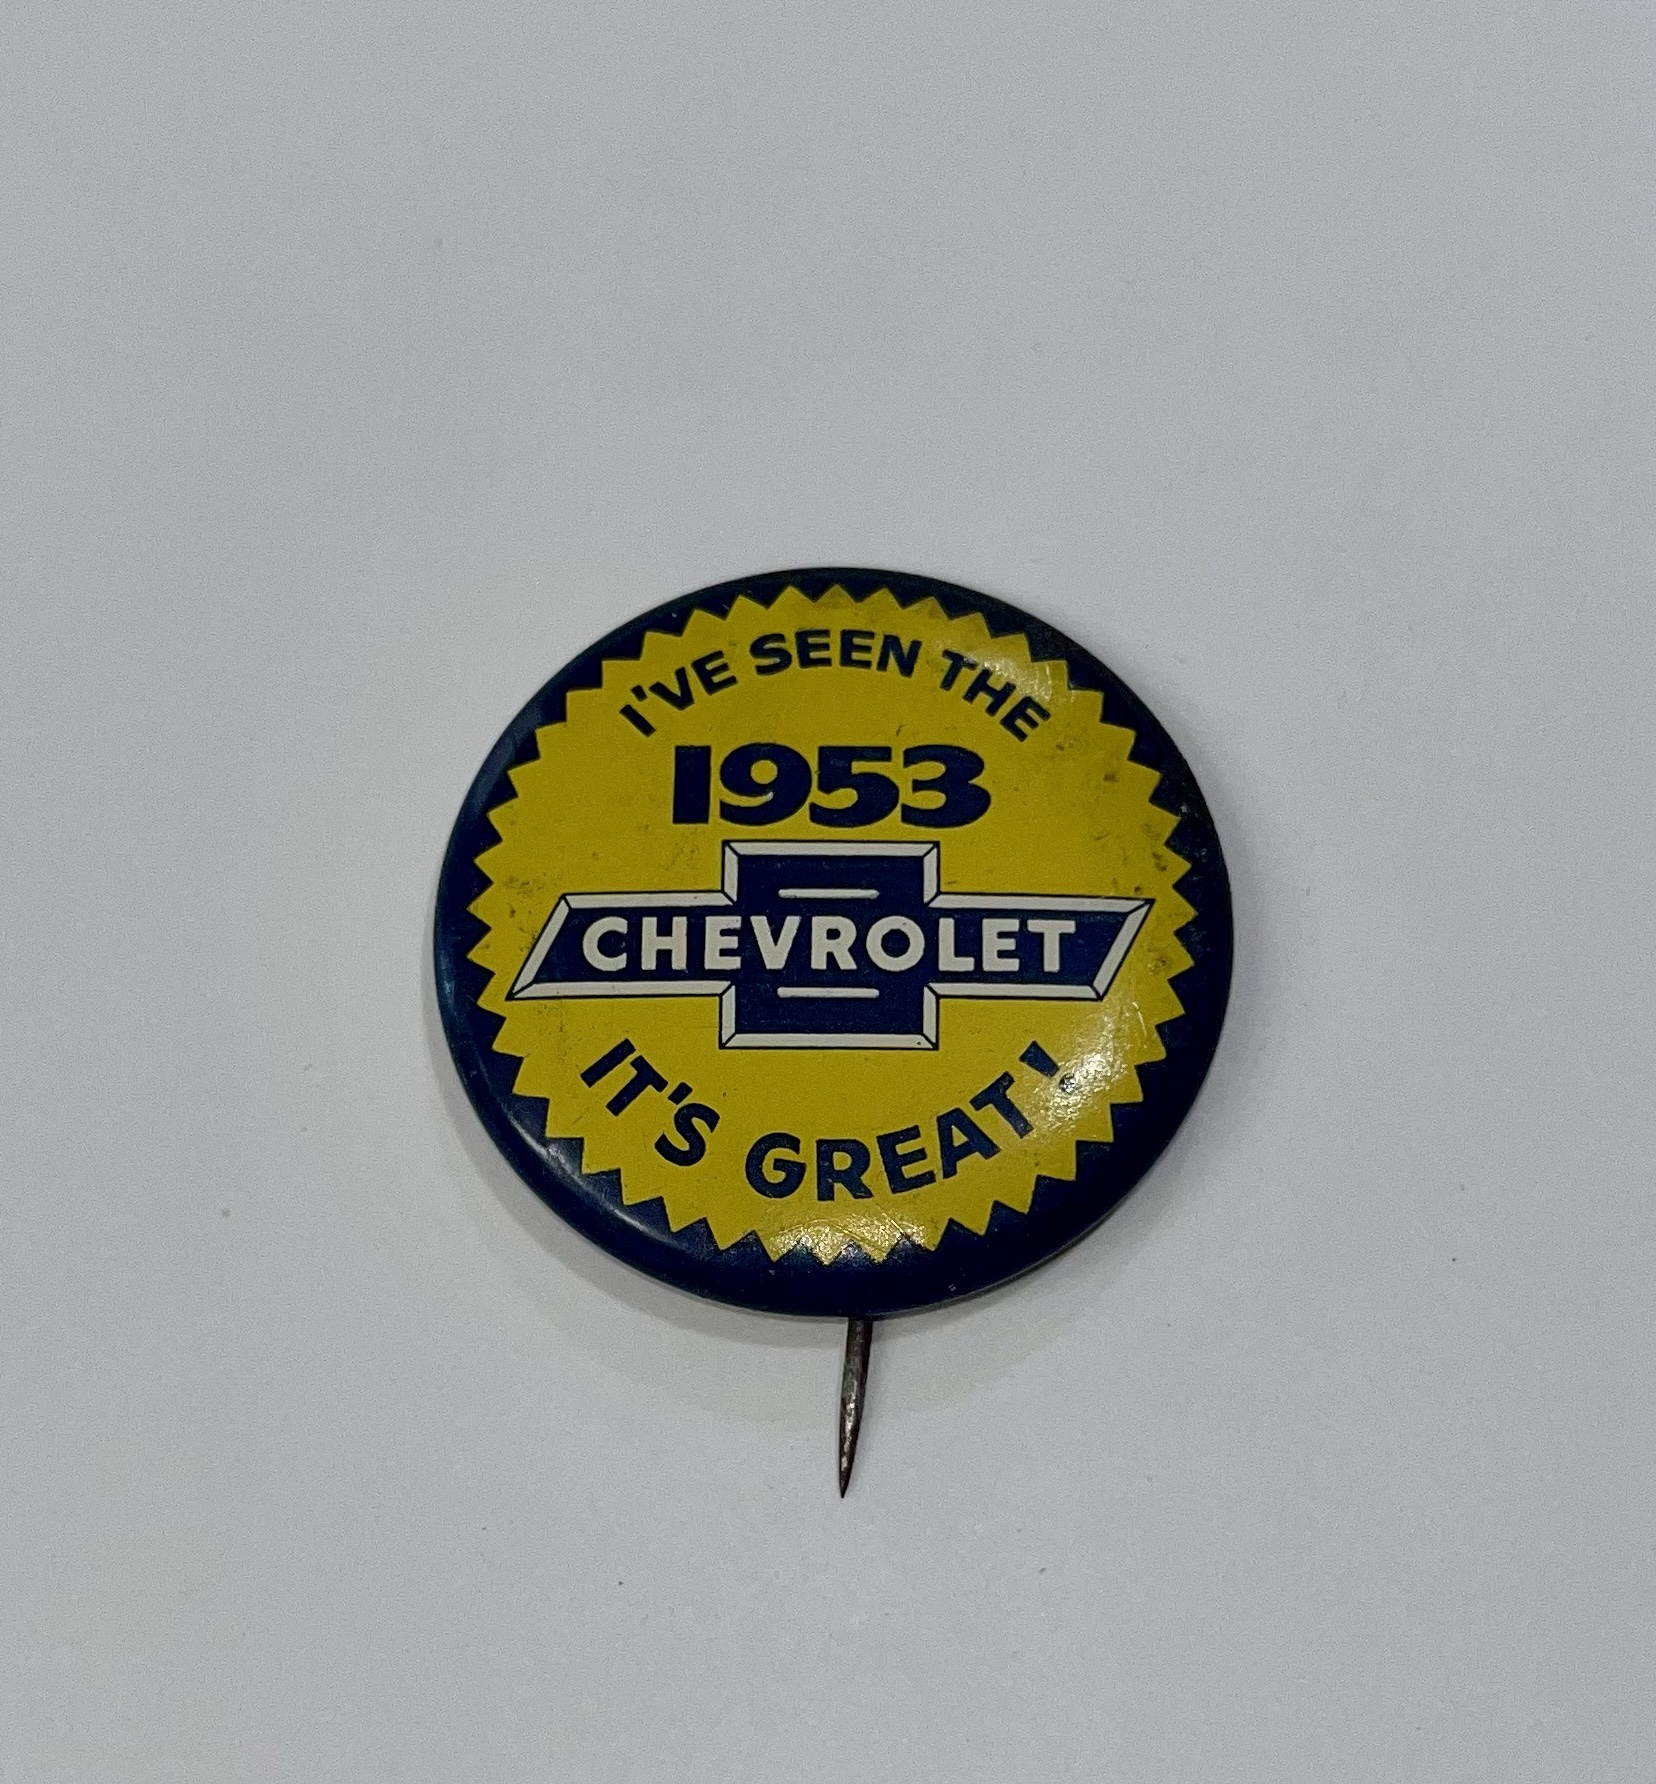 I'VE SEEN THE
1953
CHEVROLET
IT'S GREAT!